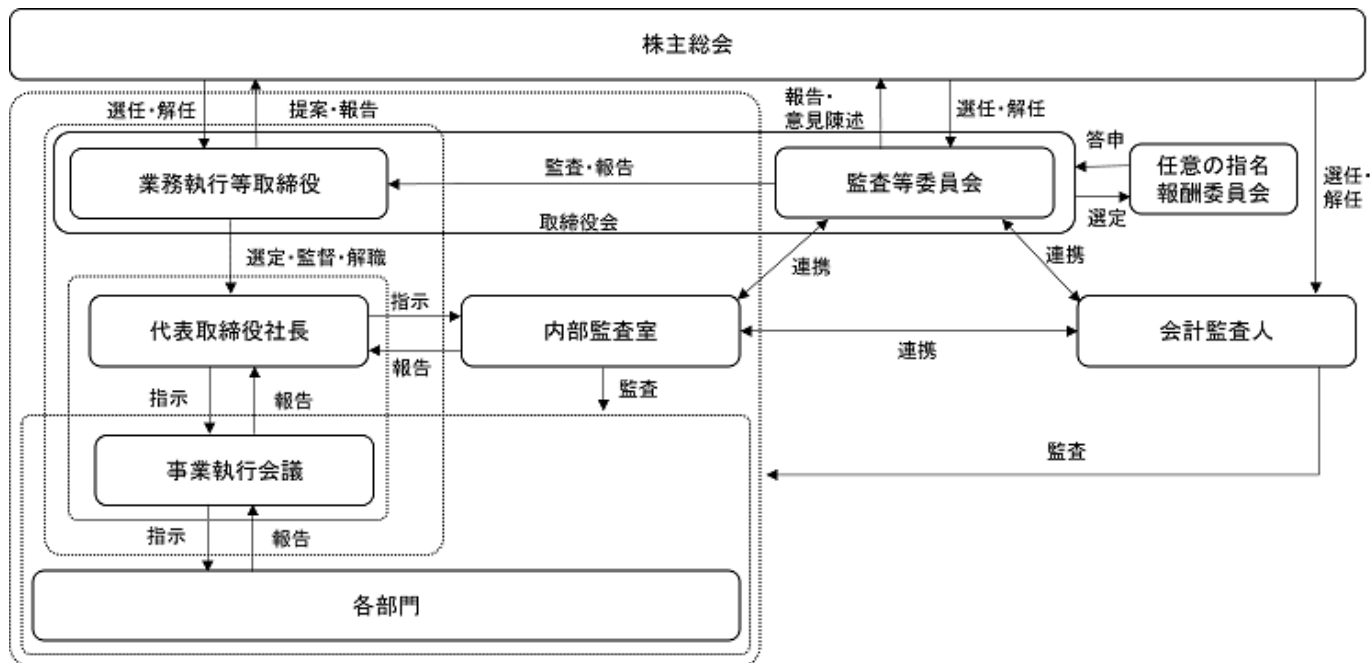 株主総会
選任・解任
提案・報告
報告・
意見陳述
選任・解任
答申
選任・
解任
業務執行等取締役
監査・報告
監査等委員会
任意の指名
報酬委員会
取締役会
選定
選定・監督・解職
連携
連携
代表取締役社長
指示
報告
内部監査室
連携
会計監査人
指示
報告
監査
事業執行会議
監査
指示
報告
各部門